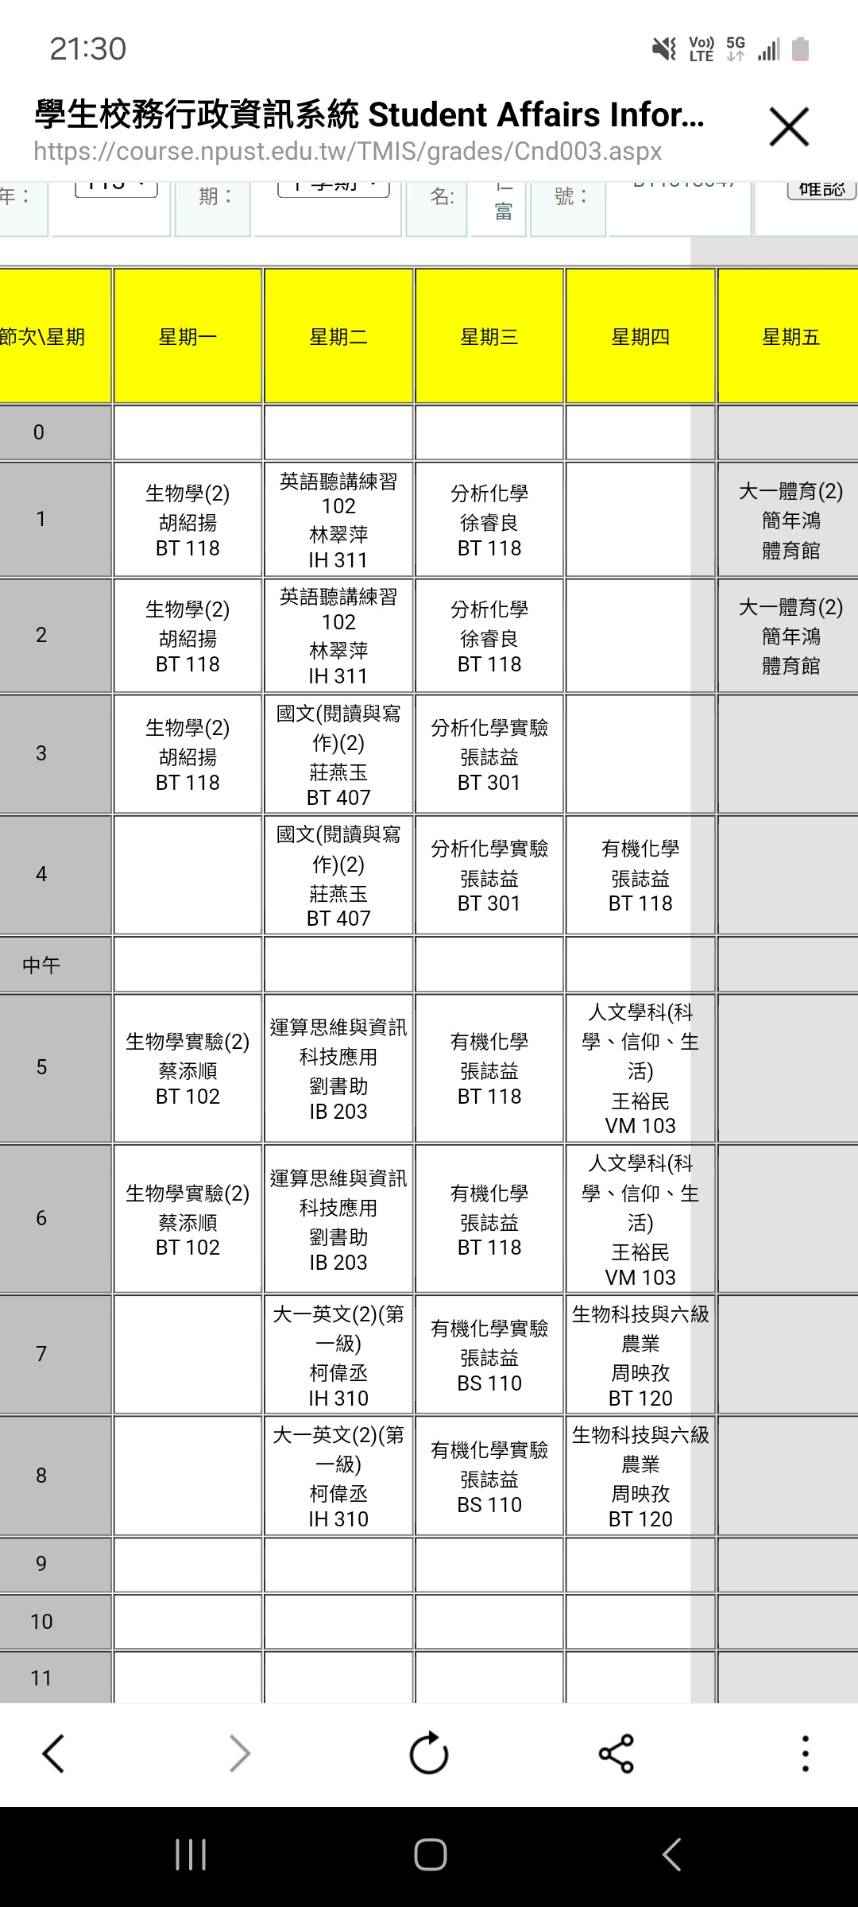 21:30
Vo)) LTE 5G
學生校務行政資訊系統 Student Affairs Infor...
https://course.npust.edu.tw/TMIS/grades/Cnd003.aspx
年： 期： 名: 富 號： 確認
節次\星期 星期一 星期二 星期三 星期四 星期五
0
1
生物學(2)
胡紹揚
BT 118
英語聽講練習
102
林翠萍
IH 311
分析化學
徐睿良
BT 118
大一體育(2)
簡年鴻
體育館
2
生物學(2)
胡紹揚
BT 118
英語聽講練習
102
林翠萍
IH 311
分析化學
徐睿良
BT 118
大一體育(2)
簡年鴻
體育館
3
生物學(2)
胡紹揚
BT 118
國文(閱讀與寫
作)(2)
莊燕玉
BT 407
分析化學實驗
張誌益
BT 301
4
國文(閱讀與寫
作)(2)
莊燕玉
BT 407
分析化學實驗
張誌益
BT 301
有機化學
張誌益
BT 118
中午
5
生物學實驗(2)
蔡添順
BT 102
運算思維與資訊
科技應用
劉書助
IB 203
有機化學
張誌益
BT 118
人文學科(科
學、信仰、生
活)
王裕民
VM 103
6
生物學實驗(2)
蔡添順
BT 102
運算思維與資訊
科技應用
劉書助
IB 203
有機化學
張誌益
BT 118
人文學科(科
學、信仰、生
活)
王裕民
VM 103
7
大一英文(2)(第
一級)
柯偉丞
IH 310
有機化學實驗
張誌益
BS 110
生物科技與六級
農業
周映孜
BT 120
8
大一英文(2)(第
一級)
柯偉丞
IH 310
有機化學實驗
張誌益
BS 110
生物科技與六級
農業
周映孜
BT 120
9
10
11